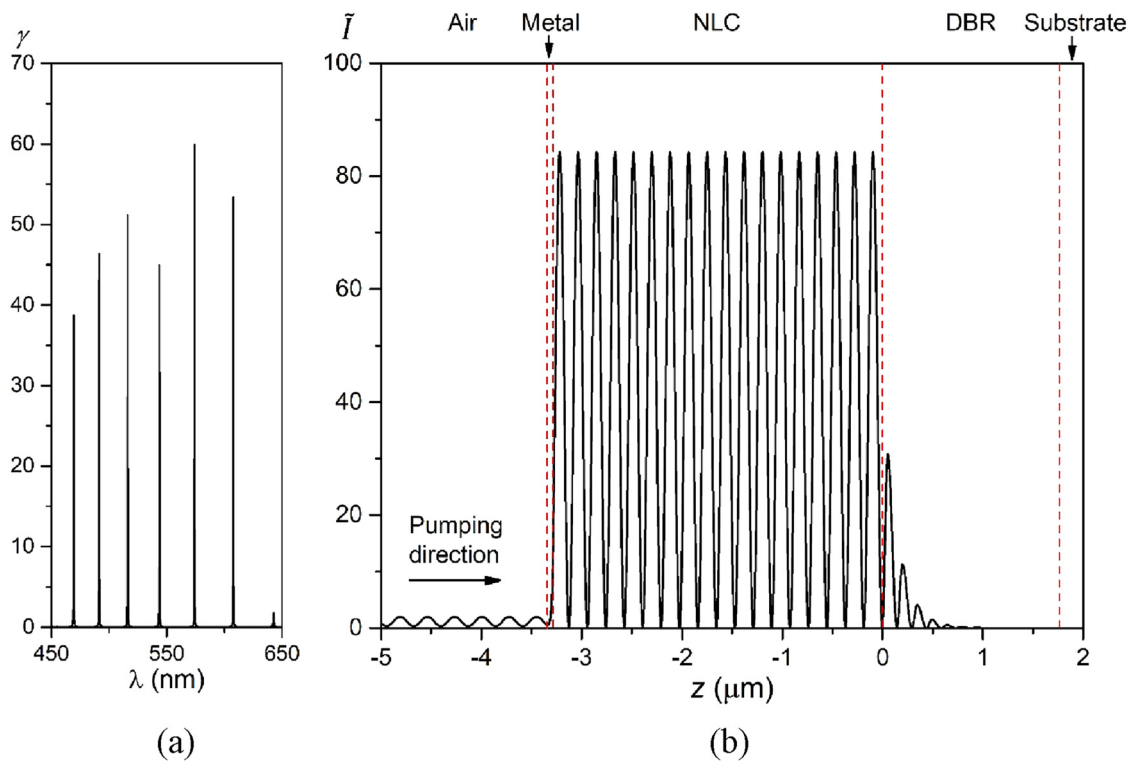 γ
70
60
50
40
30
20
10
0
450 550 650
λ (nm)
(a)
Air Metal NLC DBR Substrate
Ĩ
100
80
60
40
20
0
Pumping
direction
-5 -4 -3 -2 -1 0 1 2
z (μm)
(b)